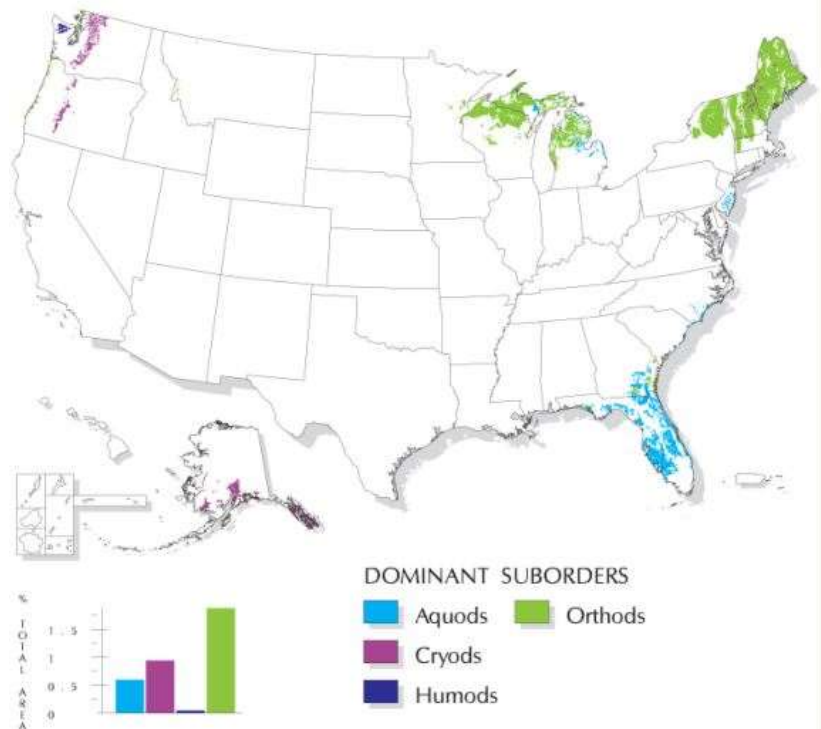 DOMINANT SUBORDERS
Aquods Orthods
Cryods
Humods
% TOTAL AREA
1.5
1
0.5
0